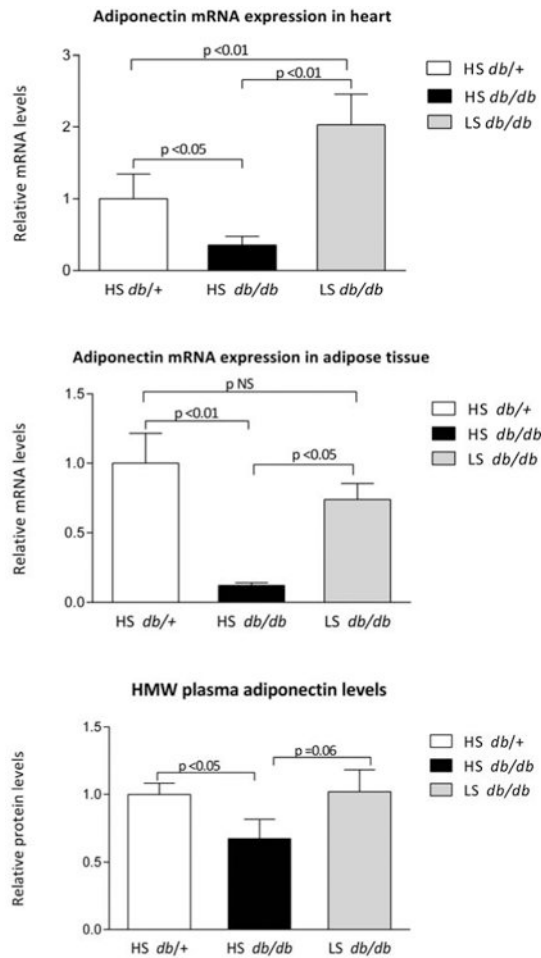 Adiponectin mRNA expression in heart
Relative mRNA levels
3
2
1
0
p <0.01
p <0.01
p <0.05
HS db/+
HS db/db
LS db/db
HS db/+
HS db/db
LS db/db
Adiponectin mRNA expression in adipose tissue
Relative mRNA levels
1.5
1.0
0.5
0.0
p NS
p <0.01
p <0.05
HS db/+
HS db/db
LS db/db
HS db/+
HS db/db
LS db/db
HMW plasma adiponectin levels
Relative protein levels
1.5
1.0
0.5
0.0
p <0.05
p =0.06
HS db/+
HS db/db
LS db/db
HS db/+
HS db/db
LS db/db